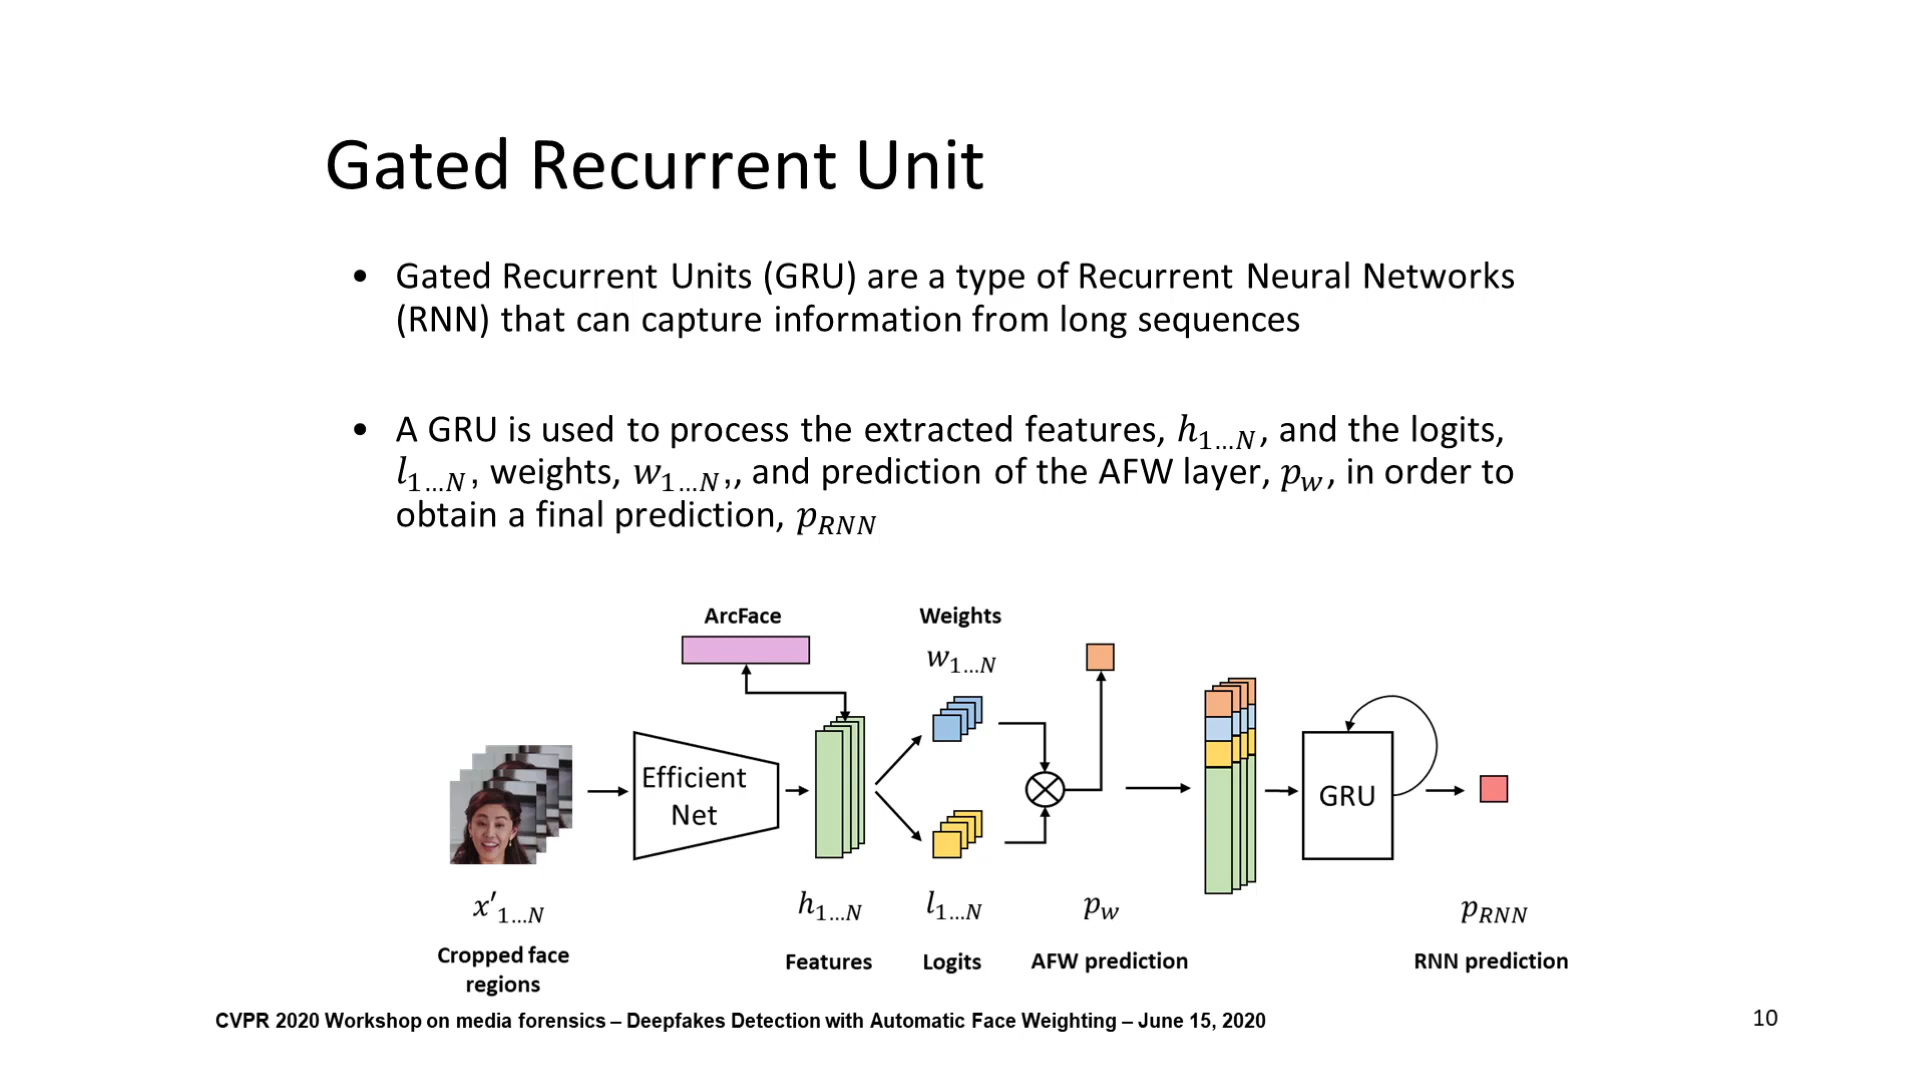 Gated Recurrent Unit
• Gated Recurrent Units (GRU) are a type of Recurrent Neural Networks
(RNN) that can capture information from long sequences
• A GRU is used to process the extracted features, h₁…N, and the logits,
l₁…N, weights, w₁…N,, and prediction of the AFW layer, p_w, in order to
obtain a final prediction, p_RNN
ArcFace
Weights
w₁…N
Efficient
Net
GRU
x′₁…N
h₁…N
l₁…N
p_w
p_RNN
Cropped face
regions
Features
Logits
AFW prediction
RNN prediction
CVPR 2020 Workshop on media forensics – Deepfakes Detection with Automatic Face Weighting – June 15, 2020
10